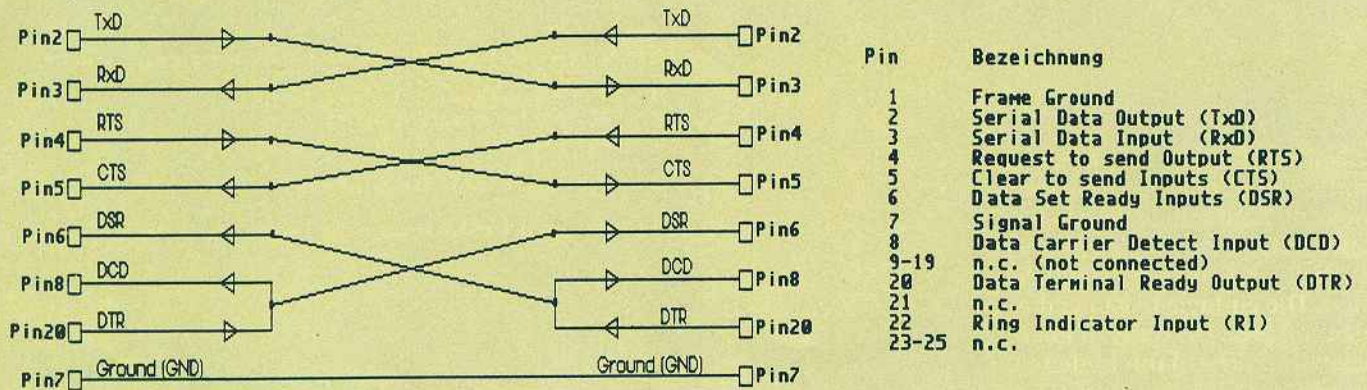 TxD TxD
Pin2 Pin2
RxD RxD
Pin3 Pin3
RTS RTS
Pin4 Pin4
CTS CTS
Pin5 Pin5
DSR DSR
Pin6 Pin6
DCD DCD
Pin8 Pin8
DTR DTR
Pin20 Pin20
Ground (GND) Ground (GND)
Pin7 Pin7
Pin Bezeichnung
1 Frame Ground
2 Serial Data Output (TxD)
3 Serial Data Input (RxD)
4 Request to send Output (RTS)
5 Clear to send Inputs (CTS)
6 Data Set Ready Inputs (DSR)
7 Signal Ground
8 Data Carrier Detect Input (DCD)
9-19 n.c. (not connected)
20 Data Terminal Ready Output (DTR)
21 n.c.
22 Ring Indicator Input (RI)
23-25 n.c.